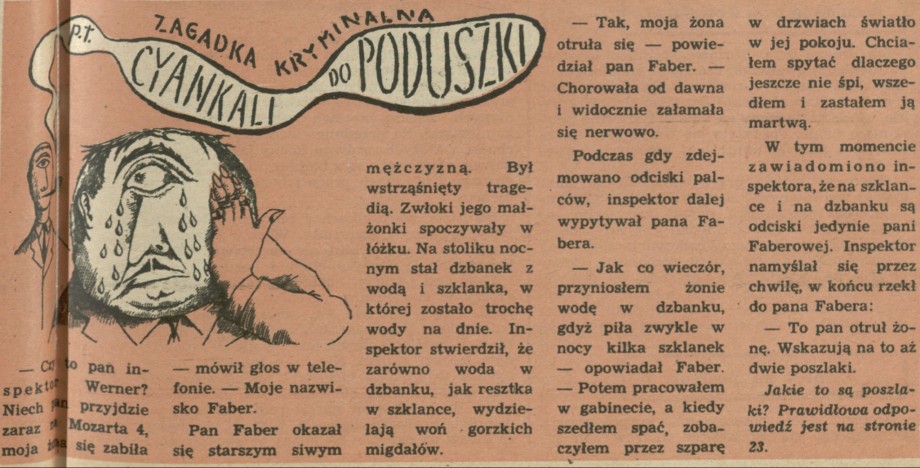 p.t.
ZAGADKA KRYMINALNA
CYANKALI
DO PODUSZKI
— to pan in-
spektor Werner?
Niech przyjdzie
zaraz Mozarta 4,
moja się zabiła
— mówił głos w tele-
fonie. — Moje nazwi-
sko Faber.
Pan Faber okazał
się starszym siwym
mężczyzną. Był
wstrząśnięty trage-
dią. Zwłoki jego mał-
żonki spoczywały w
łóżku. Na stoliku noc-
nym stał dzbanek z
wodą i szklanka, w
której zostało trochę
wody na dnie. In-
spektor stwierdził, że
zarówno woda w
dzbanku, jak resztka
w szklance, wydzie-
lają woń gorzkich
migdałów.
— Tak, moja żona
otruła się — powie-
dział pan Faber. —
Chorowała od dawna
i widocznie załamała
się nerwowo.
Podczas gdy zdej-
mowano odciski pal-
ców, inspektor dalej
wypytywał pana Fa-
bera.
— Jak co wieczór,
przyniosłem żonie
wodę w dzbanku,
gdyż piła zwykle w
nocy kilka szklanek
— opowiadał Faber.
— Potem pracowałem
w gabinecie, a kiedy
szedłem spać, zoba-
czyłem przez szparę
w drzwiach światło
w jej pokoju. Chcia-
łem spytać dlaczego
jeszcze nie śpi, wsze-
dłem i zastałem ją
martwą.
W tym momencie
zawiadomiono in-
spektora, że na szklan-
ce i na dzbanku są
odciski jedynie pani
Faberowej. Inspektor
namyślał się przez
chwilę, w końcu rzekł
do pana Fabera:
— To pan otruł żo-
nę. Wskazują na to aż
dwie poszlaki.
Jakie to są poszla-
ki? Prawidłowa odpo-
wiedź jest na stronie
23.